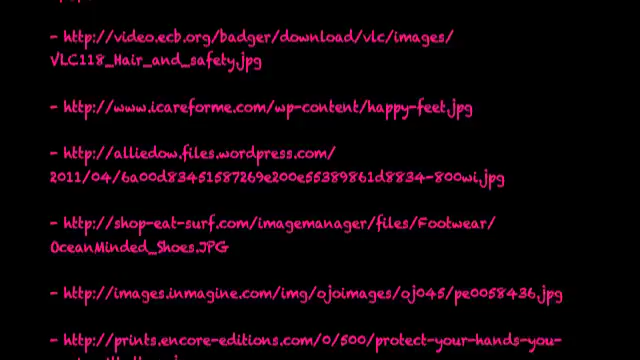 - http://video.ecb.org/badger/download/vlc/images/
VLC118_Hair_and_safety.jpg
- http://www.icareforme.com/wp-content/happy-feet.jpg
- http://alliedow.files.wordpress.com/
2011/04/6a00d83451587269e200e55389861d8834-800wi.jpg
- http://shop-eat-surf.com/imagemanager/files/Footwear/
OceanMinded_Shoes.JPG
- http://images.inmagine.com/img/ojoimages/oj045/pe0058436.jpg
- http://prints.encore-editions.com/0/500/protect-your-hands-you-